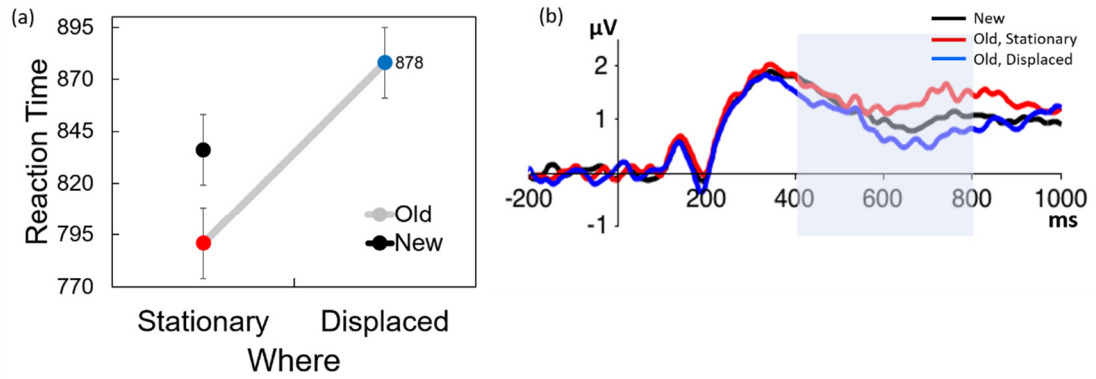 (a)
Reaction Time
895
870
845
820
795
770
878
Old
New
Stationary
Displaced
Where
(b)
µV
New
Old, Stationary
Old, Displaced
2
1
-1
-200
200
400
600
800
1000
ms